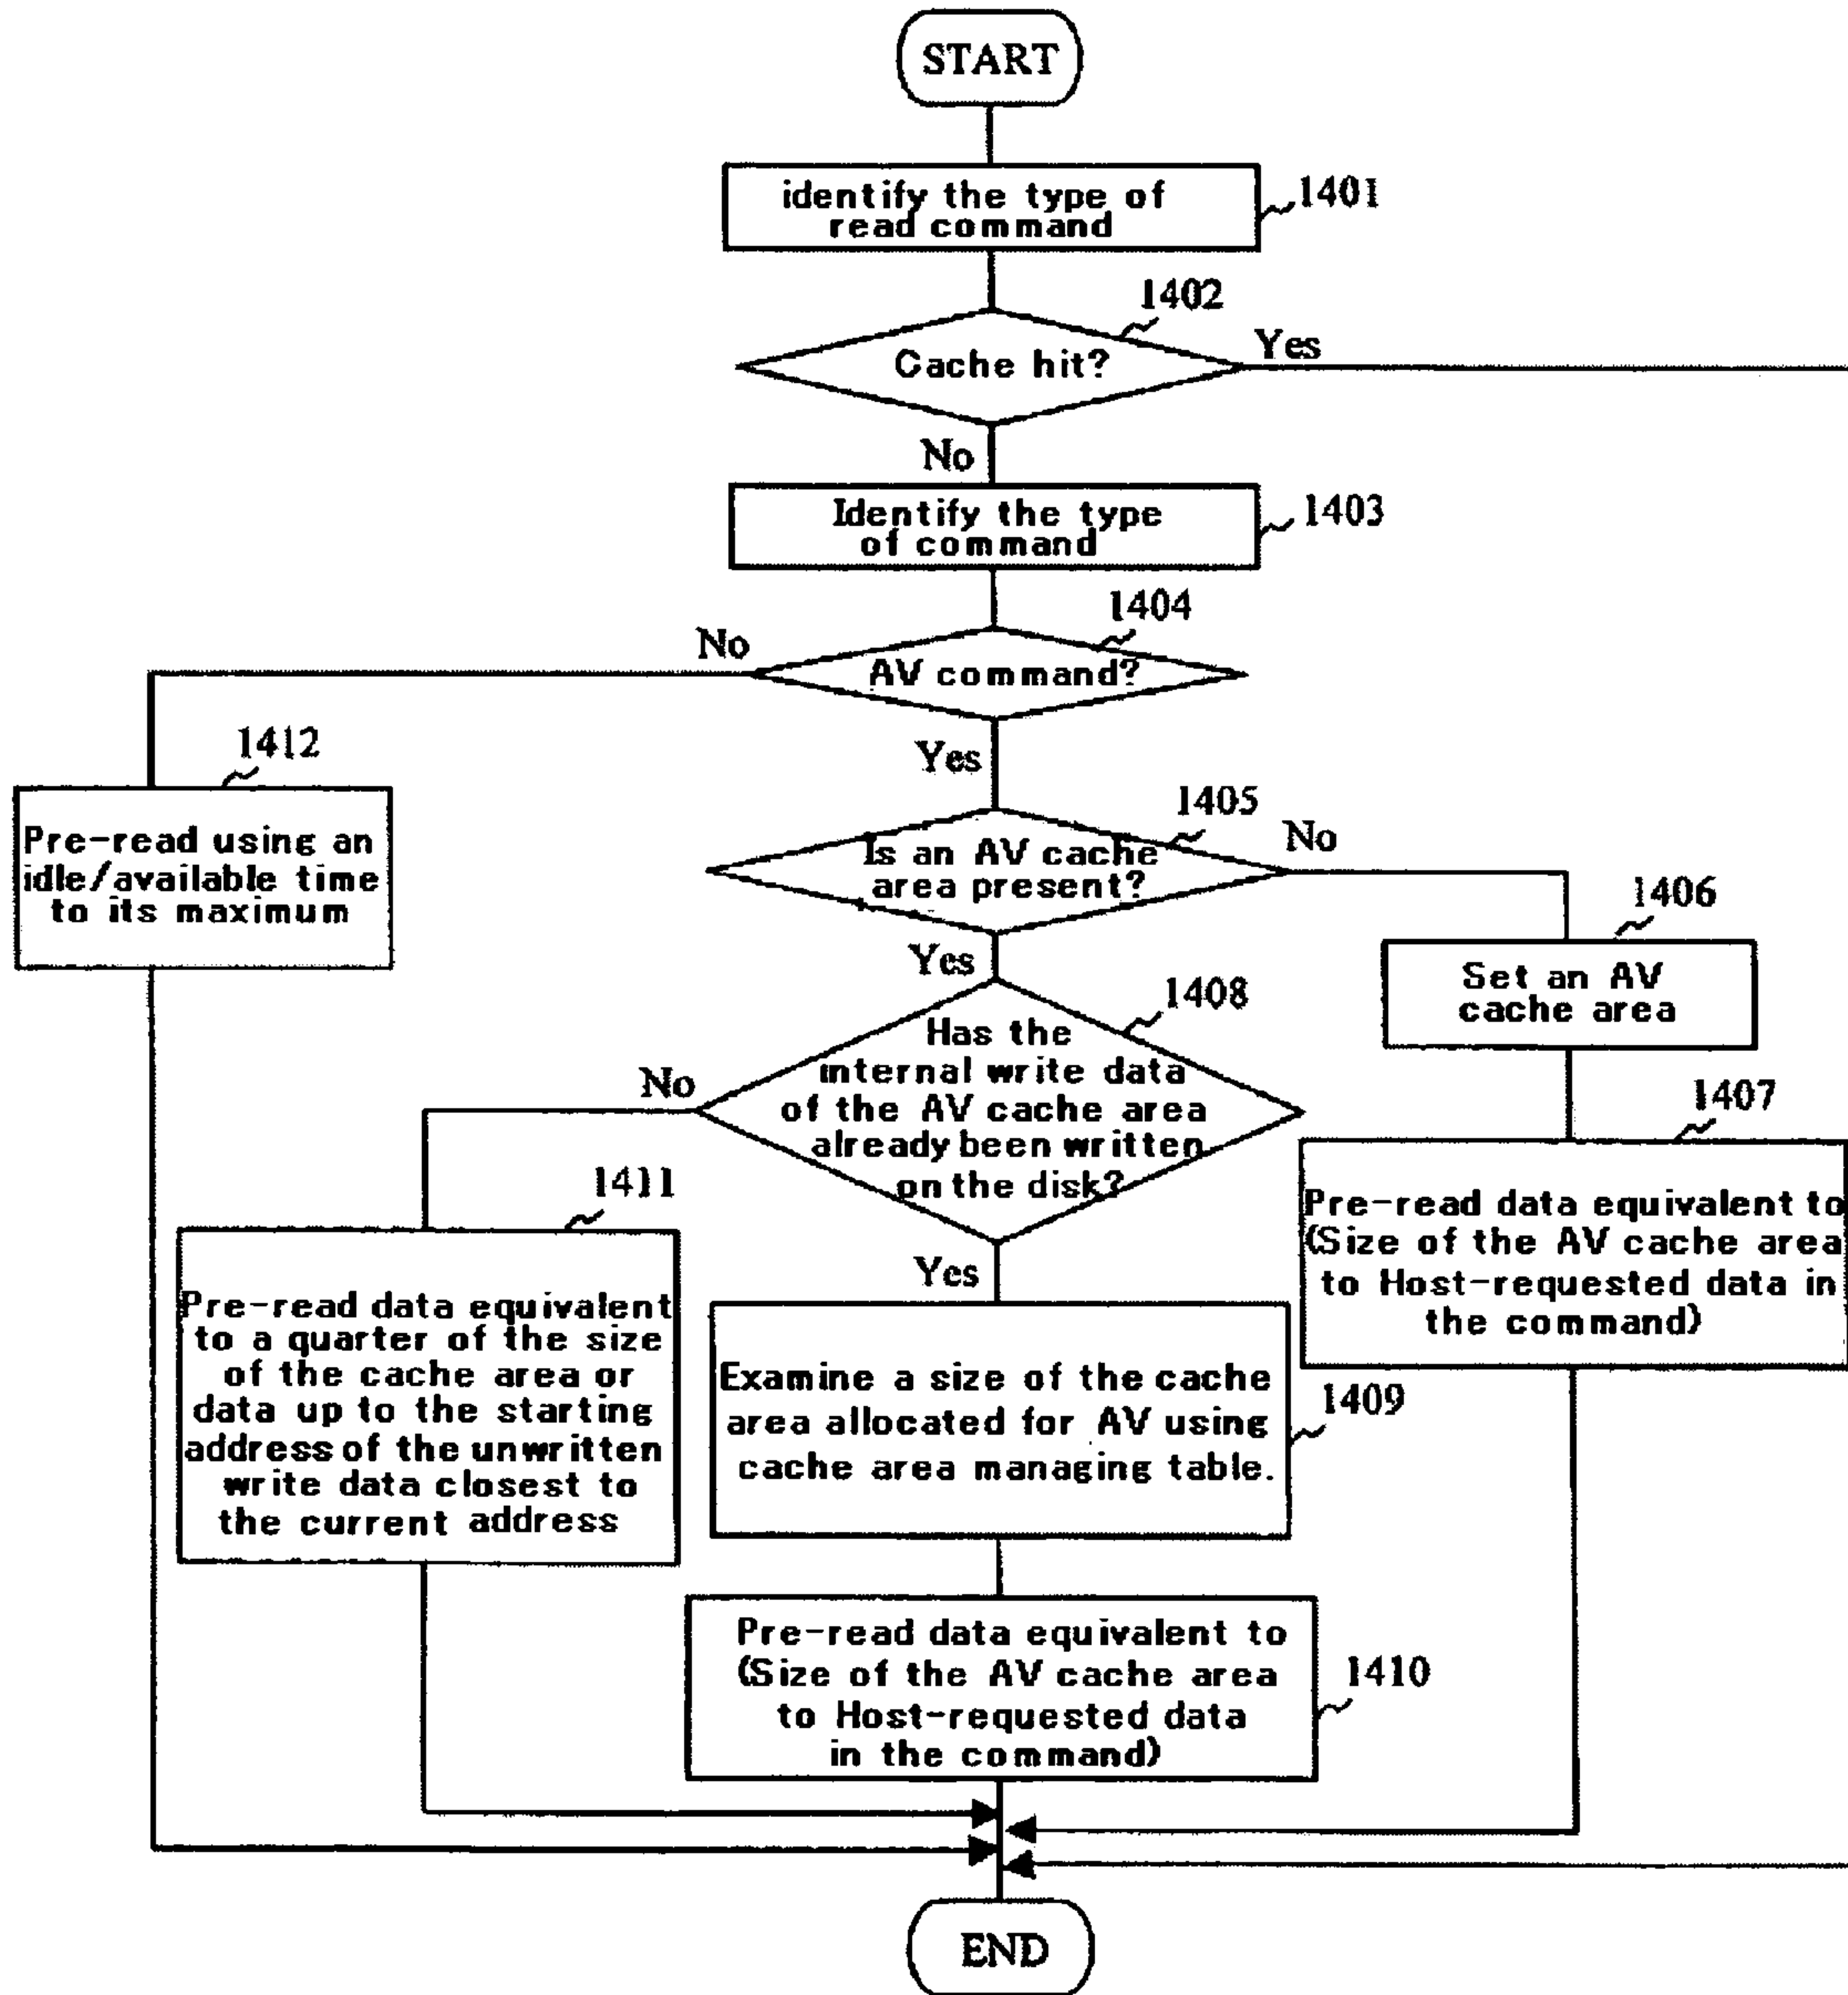 START
identify the type of
read command
1401
1402
Cache hit?
Yes
No
Identify the type
of command
1403
1404
No
AV command?
Yes
1412
Pre-read using an
idle/available time
to its maximum
1405
Is an AV cache
area present?
No
Yes
1406
Set an AV
cache area
1408
Has the
internal write data
of the AV cache area
already been written
on the disk?
No
Yes
1407
Pre-read data equivalent to
(Size of the AV cache area
to Host-requested data in
the command)
1411
Pre-read data equivalent
to a quarter of the size
of the cache area or
data up to the starting
address of the unwritten
write data closest to
the current address
Examine a size of the cache
area allocated for AV using
cache area managing table.
1409
Pre-read data equivalent to
(Size of the AV cache area
to Host-requested data
in the command)
1410
END